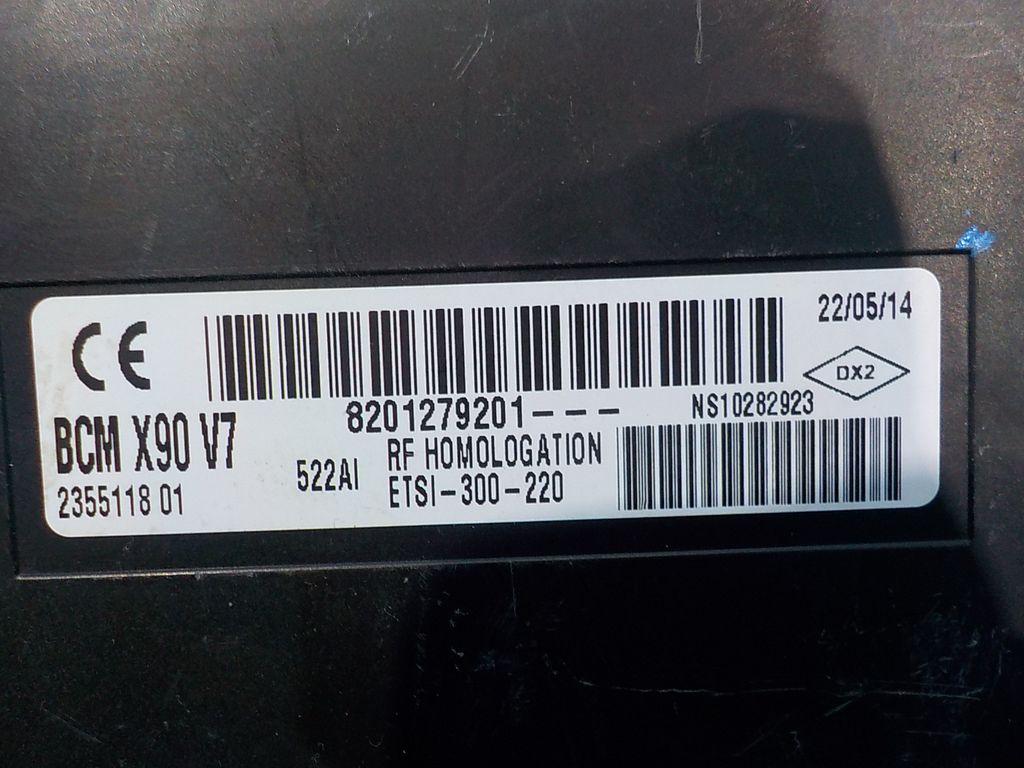 CE
22/05/14
DX2
8201279201---
NS10282923
BCM X90 V7
522AI
RF HOMOLOGATION
2355118 01
ETSI-300-220